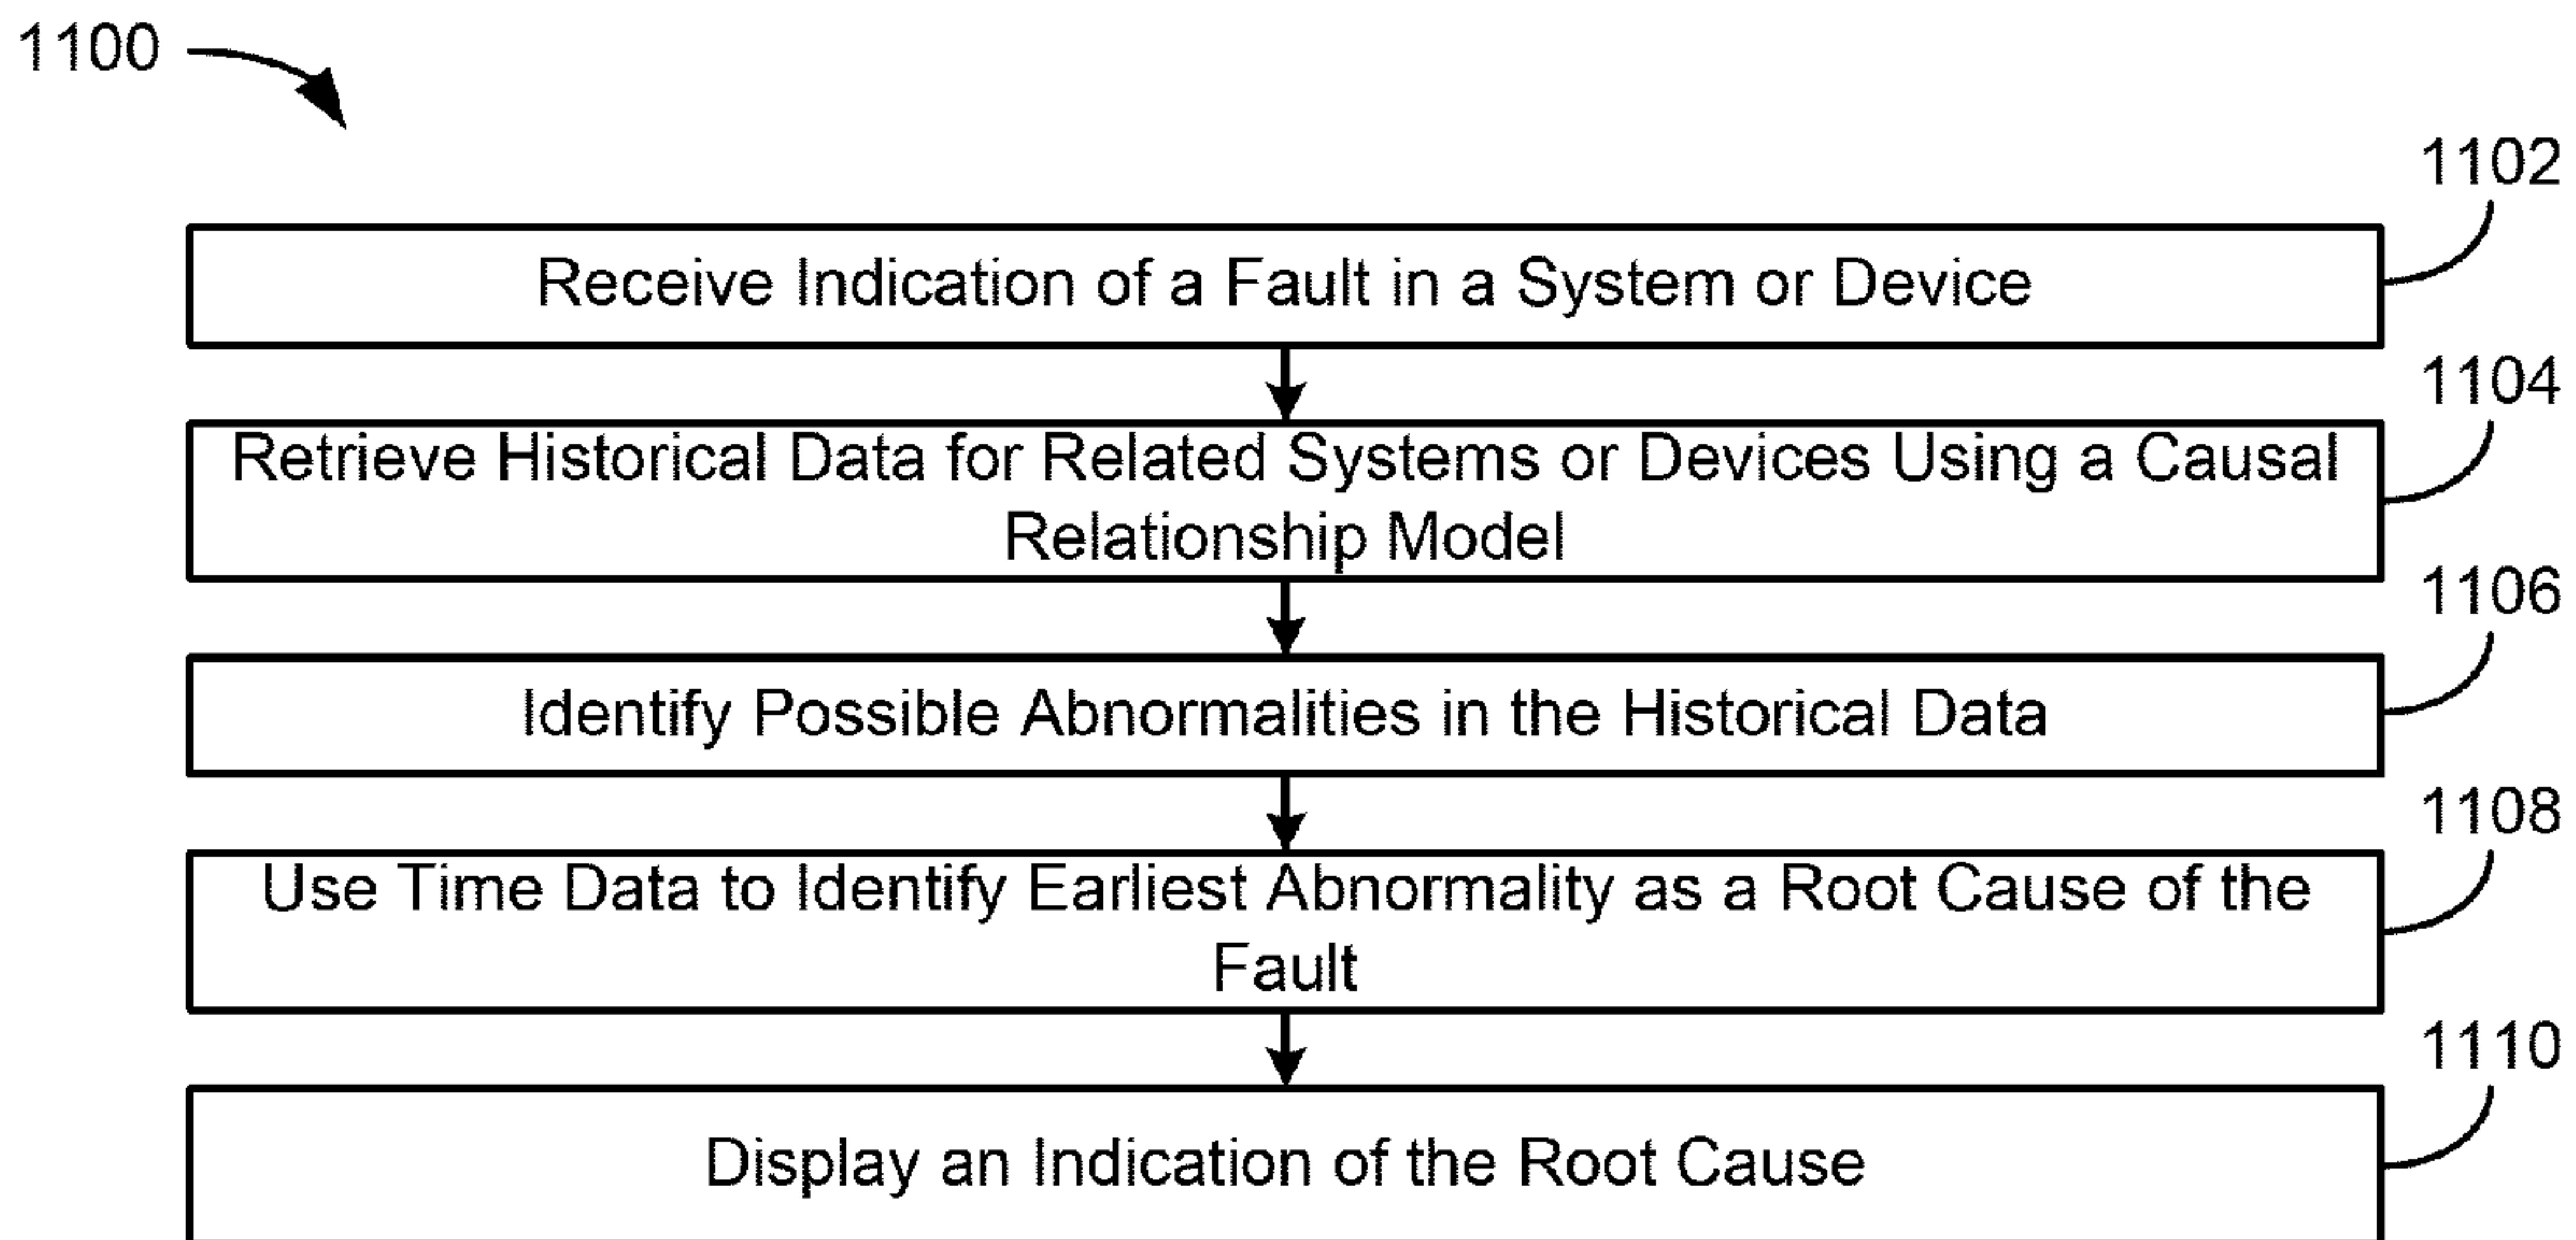 1100
1102
Receive Indication of a Fault in a System or Device
1104
Retrieve Historical Data for Related Systems or Devices Using a Causal
Relationship Model
1106
Identify Possible Abnormalities in the Historical Data
1108
Use Time Data to Identify Earliest Abnormality as a Root Cause of the
Fault
1110
Display an Indication of the Root Cause